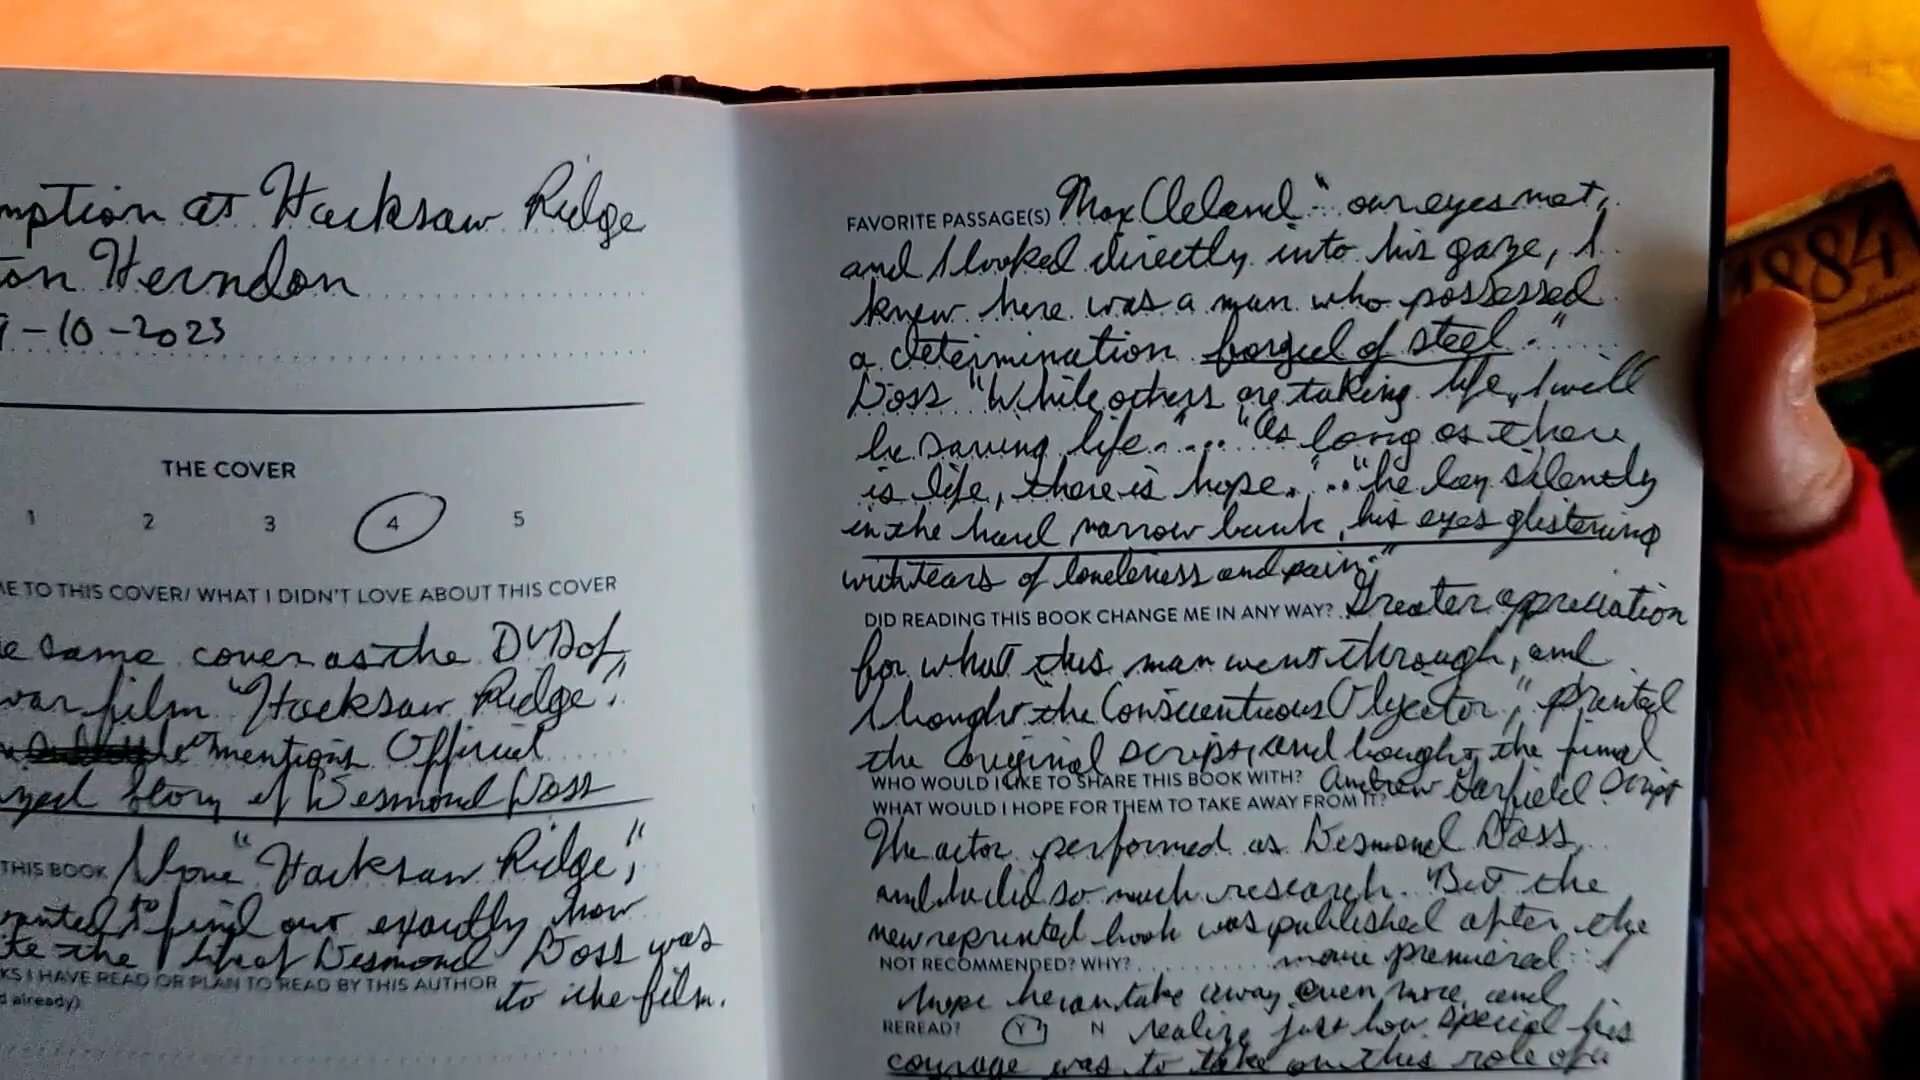 mption at Hacksaw Ridge
ton Herndon
9-10-2023
THE COVER
1 2 3 4 5
ME TO THIS COVER/ WHAT I DIDN'T LOVE ABOUT THIS COVER
e same cover as the DVD of
war film "Hacksaw Ridge."
mentions Official
zed Story of Desmond Doss
THIS BOOK I love "Hacksaw Ridge,"
wanted to find out exactly how
the life of Desmond Doss was
KS I HAVE READ OR PLAN TO READ BY THIS AUTHOR
d already)
to the film.
FAVORITE PASSAGE(S) Max Cleland "our eyes met,
and I looked directly into his gaze, I
knew here was a man who possessed
a determination forged of steel."
Doss "While others are taking life, I will
be saving life." ... "As long as there
is life, there is hope." .. "he lay silently
in the hard narrow bunk, his eyes glistening
with tears of loneliness and pain."
DID READING THIS BOOK CHANGE ME IN ANY WAY? Greater appreciation
for what this man went through, and
I bought the Conscientious Objector," printed
the original script, and bought the final
script
WHO WOULD I LIKE TO SHARE THIS BOOK WITH? Andrew Garfield
WHAT WOULD I HOPE FOR THEM TO TAKE AWAY FROM IT?
The actor performed as Desmond Doss,
and he did so much research. But the
new reprinted book was published after the
NOT RECOMMENDED? WHY? movie premiered. I
hope he can take away even more, and
REREAD? Y N realize just how special his
courage was to take on this role of a
1884